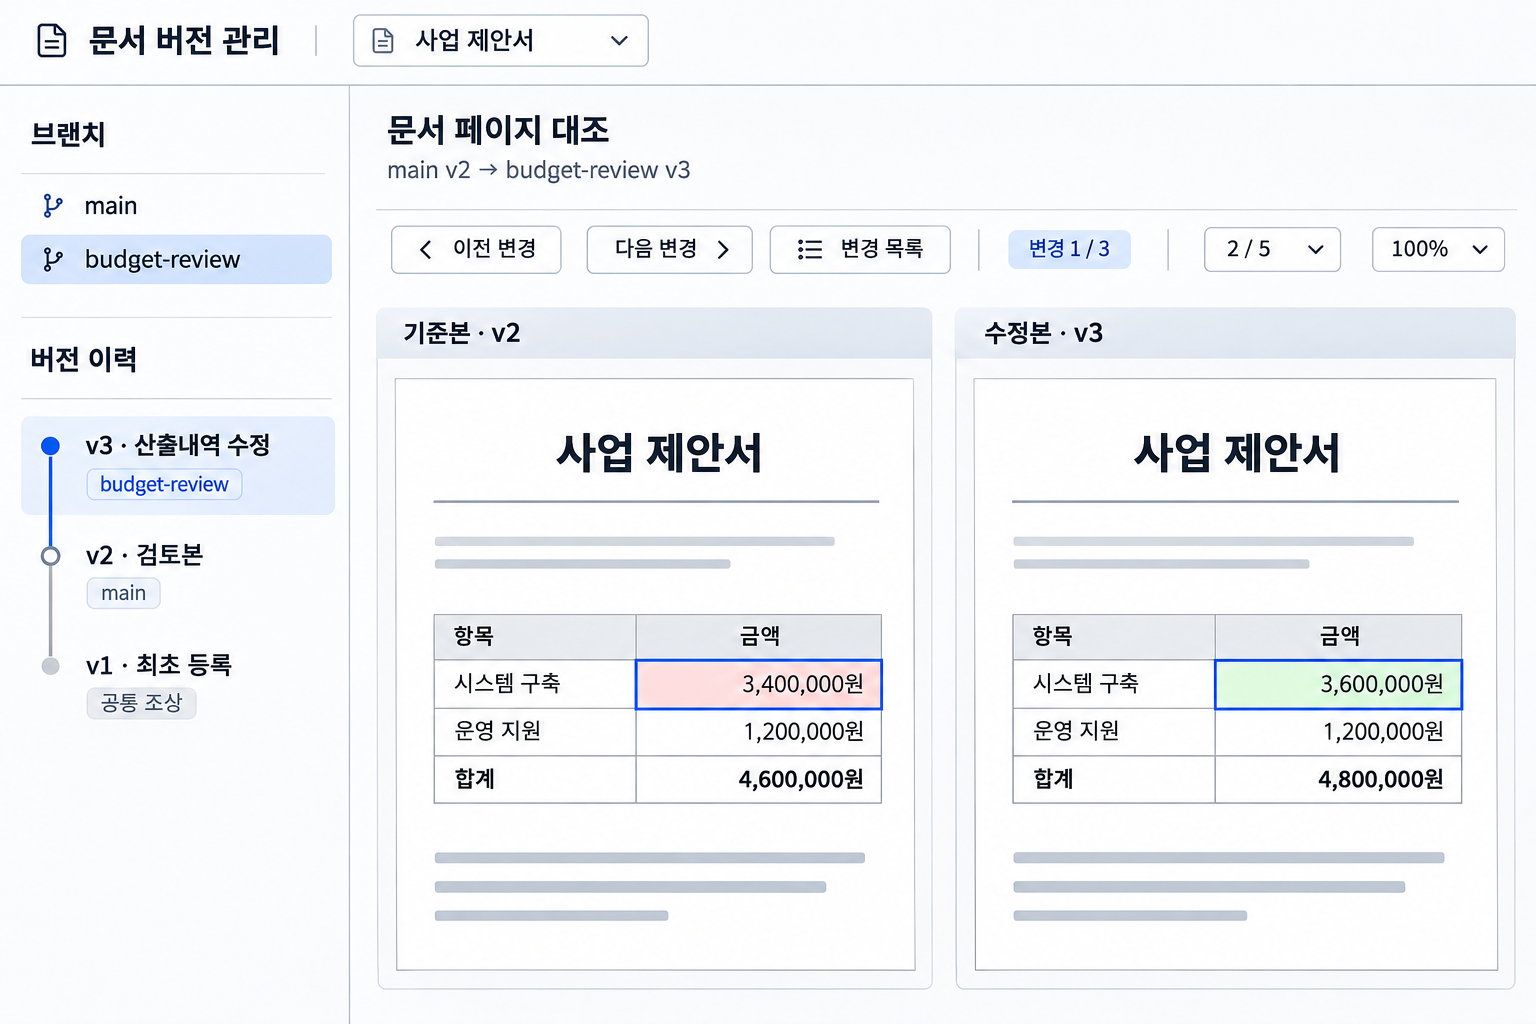 문서 버전 관리
사업 제안서
브랜치
main
budget-review
버전 이력
v3 · 산출내역 수정
budget-review
v2 · 검토본
main
v1 · 최초 등록
공통 조상
문서 페이지 대조
main v2 → budget-review v3
이전 변경
다음 변경
변경 목록
변경 1 / 3
2 / 5
100%
기준본 · v2
사업 제안서
항목 금액
시스템 구축 3,400,000원
운영 지원 1,200,000원
합계 4,600,000원
수정본 · v3
사업 제안서
항목 금액
시스템 구축 3,600,000원
운영 지원 1,200,000원
합계 4,800,000원